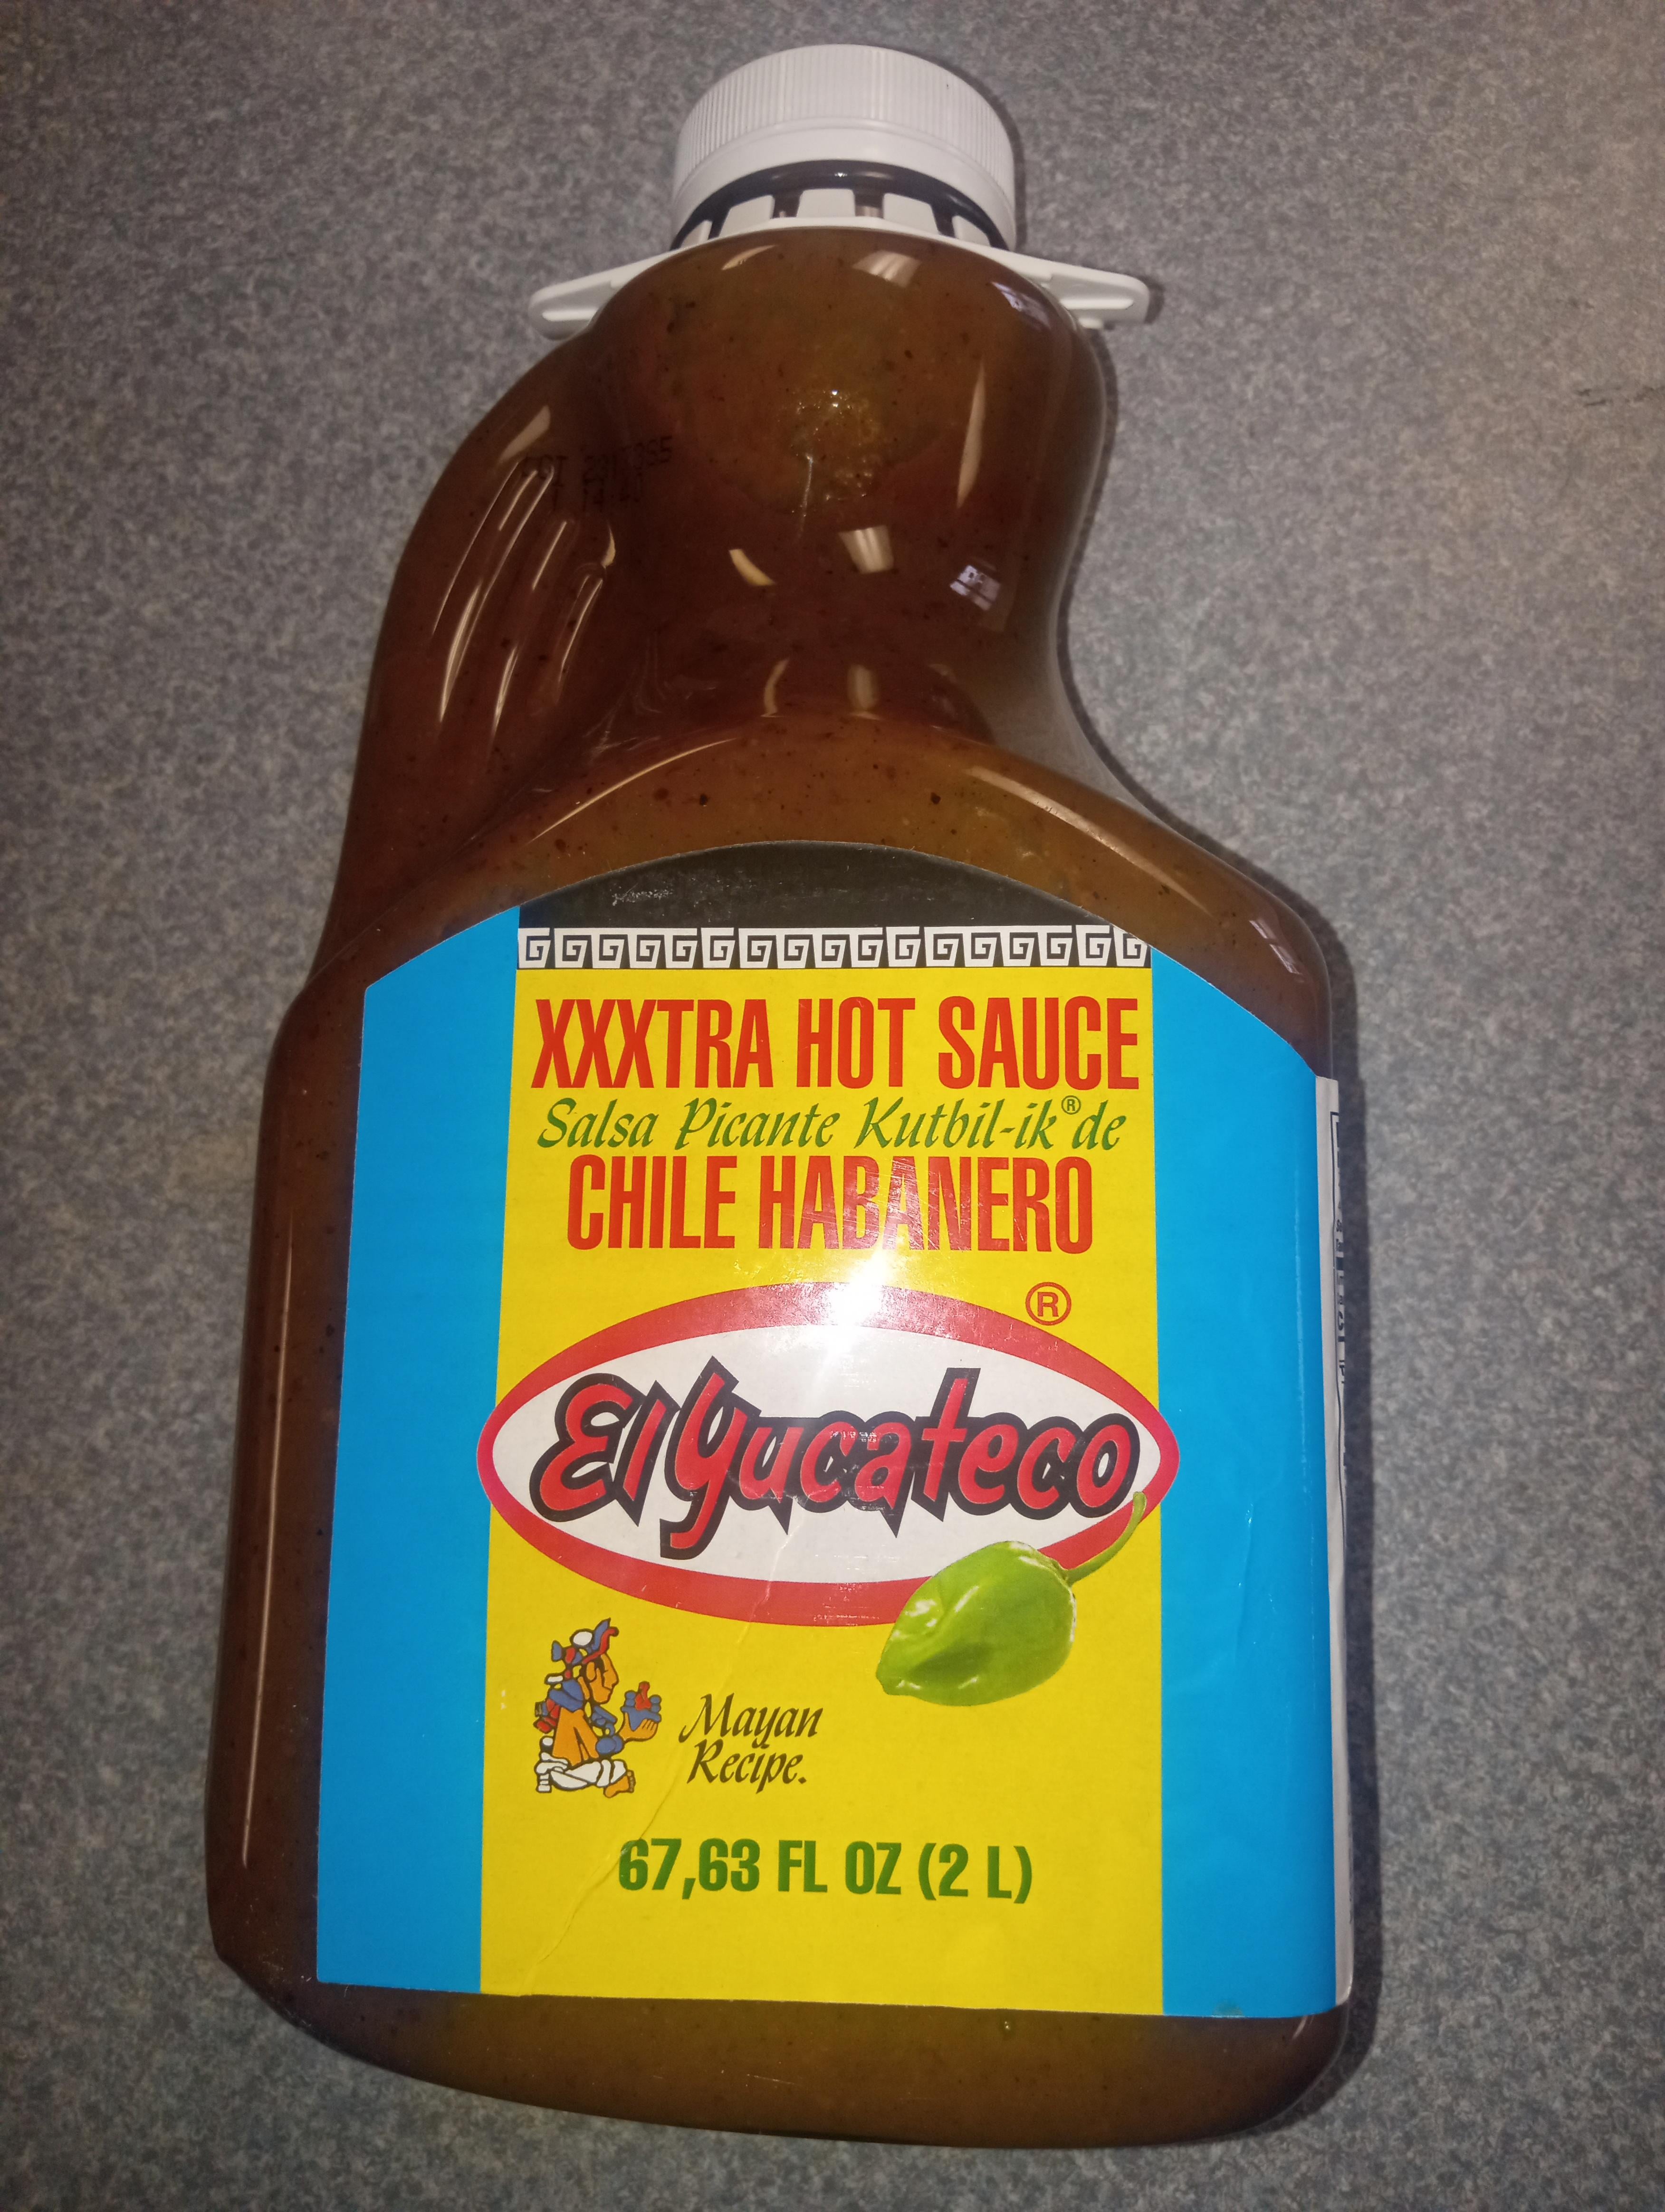 XXXTRA HOT SAUCE
Salsa Picante Kutbil-ik® de
CHILE HABANERO
®
El Yucateco
Mayan
Recipe.
67,63 FL OZ (2 L)